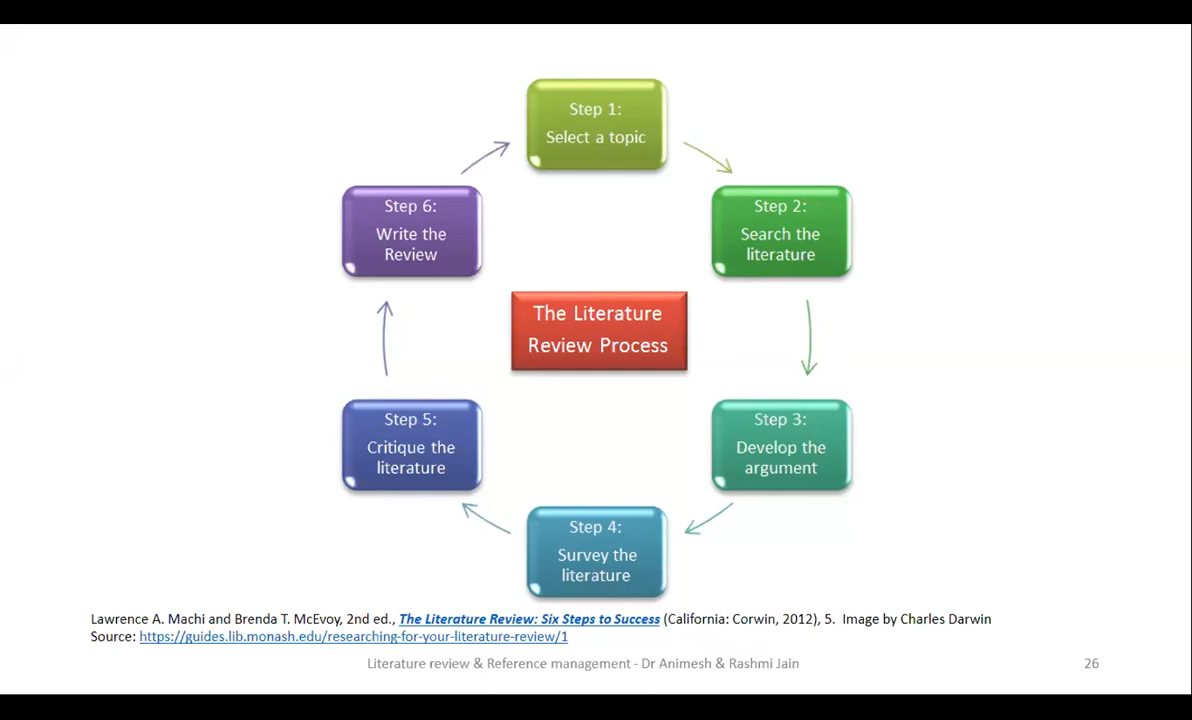 Step 1:
Select a topic
Step 2:
Search the
literature
Step 3:
Develop the
argument
Step 4:
Survey the
literature
Step 5:
Critique the
literature
Step 6:
Write the
Review
The Literature
Review Process
Lawrence A. Machi and Brenda T. McEvoy, 2nd ed., The Literature Review: Six Steps to Success (California: Corwin, 2012), 5. Image by Charles Darwin
Source: https://guides.lib.monash.edu/researching-for-your-literature-review/1
Literature review & Reference management - Dr Animesh & Rashmi Jain
26